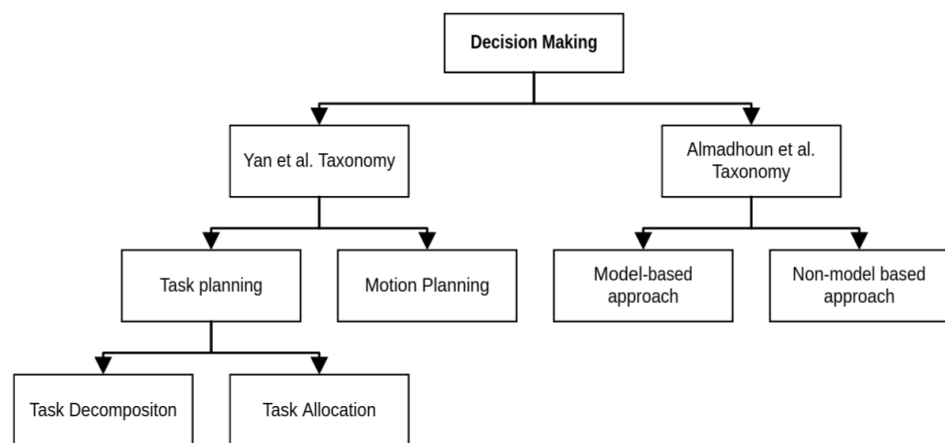 Decision Making
Yan et al. Taxonomy
Almadhoun et al.
Taxonomy
Task planning
Motion Planning
Model-based
approach
Non-model based
approach
Task Decompositon
Task Allocation